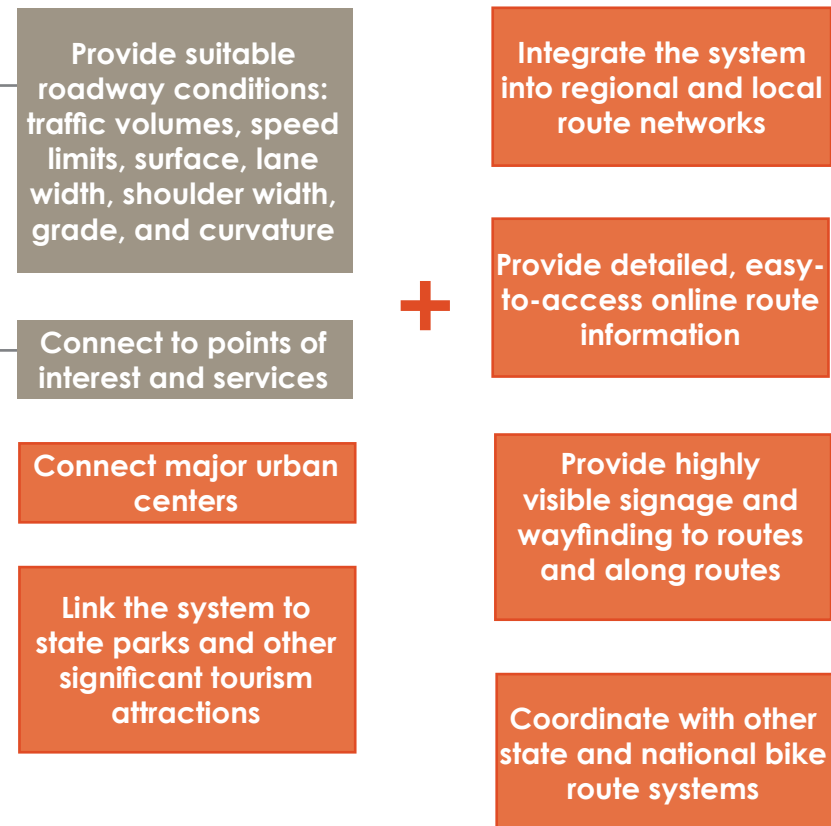 Provide suitable
roadway conditions:
traffic volumes, speed
limits, surface, lane
width, shoulder width,
grade, and curvature
Connect to points of
interest and services
Connect major urban
centers
Link the system to
state parks and other
significant tourism
attractions
+
Integrate the system
into regional and local
route networks
Provide detailed, easy-
to-access online route
information
Provide highly
visible signage and
wayfinding to routes
and along routes
Coordinate with other
state and national bike
route systems